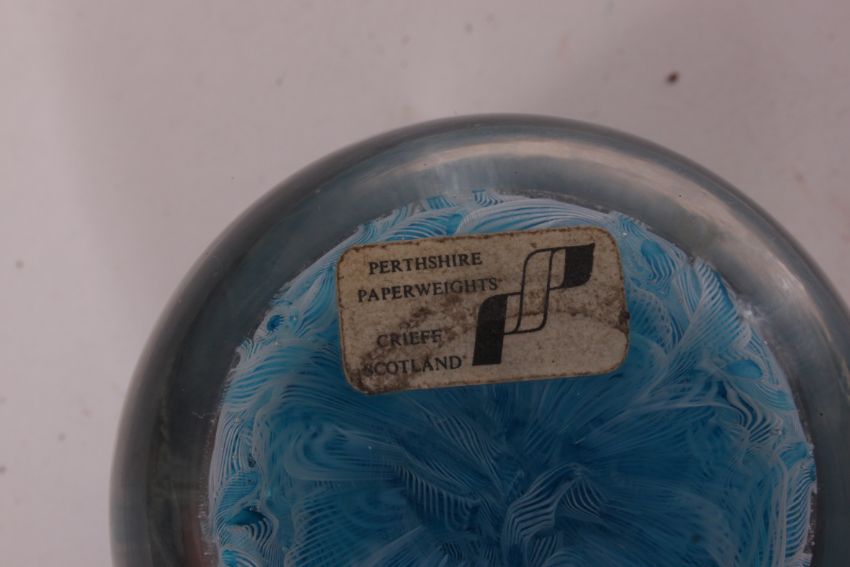 PERTHSHIRE
PAPERWEIGHTS
CRIEFF
SCOTLAND